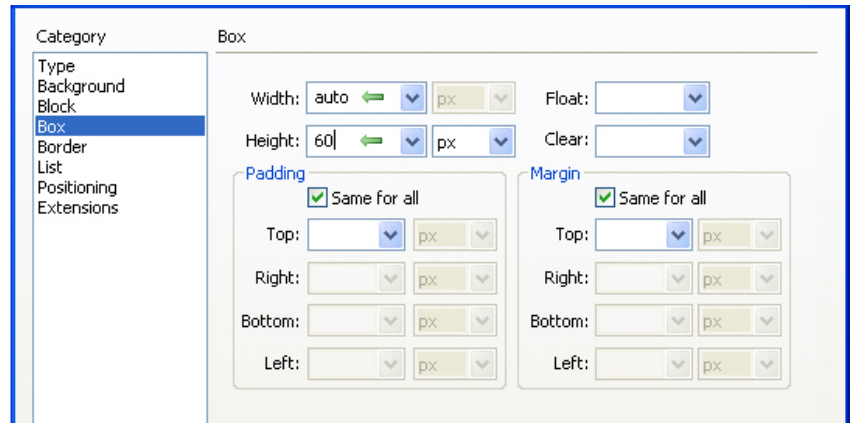 Category
Box
Type
Background
Block
Box
Border
List
Positioning
Extensions
Width: auto px Float:
Height: 60 px Clear:
Padding
Same for all
Top: px
Right: px
Bottom: px
Left: px
Margin
Same for all
Top: px
Right: px
Bottom: px
Left: px